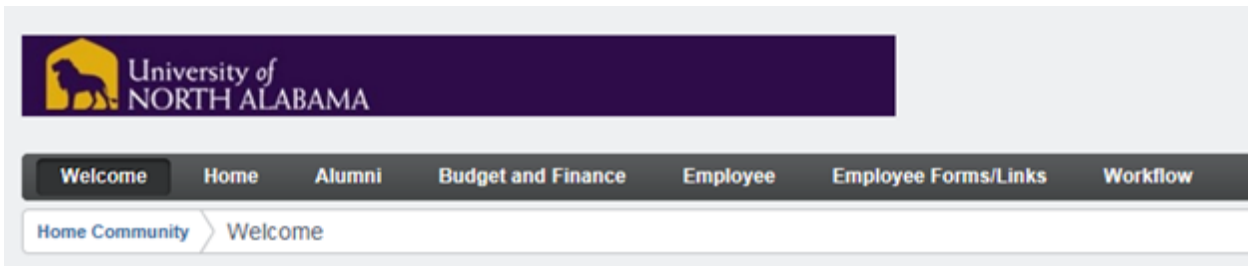 University of
NORTH ALABAMA
Welcome Home Alumni Budget and Finance Employee Employee Forms/Links Workflow
Home Community Welcome